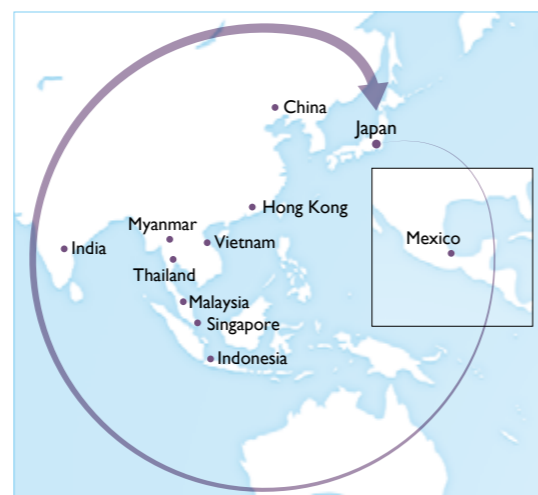 China
Japan
Hong Kong
Myanmar
Vietnam
Mexico
India
Thailand
Malaysia
Singapore
Indonesia